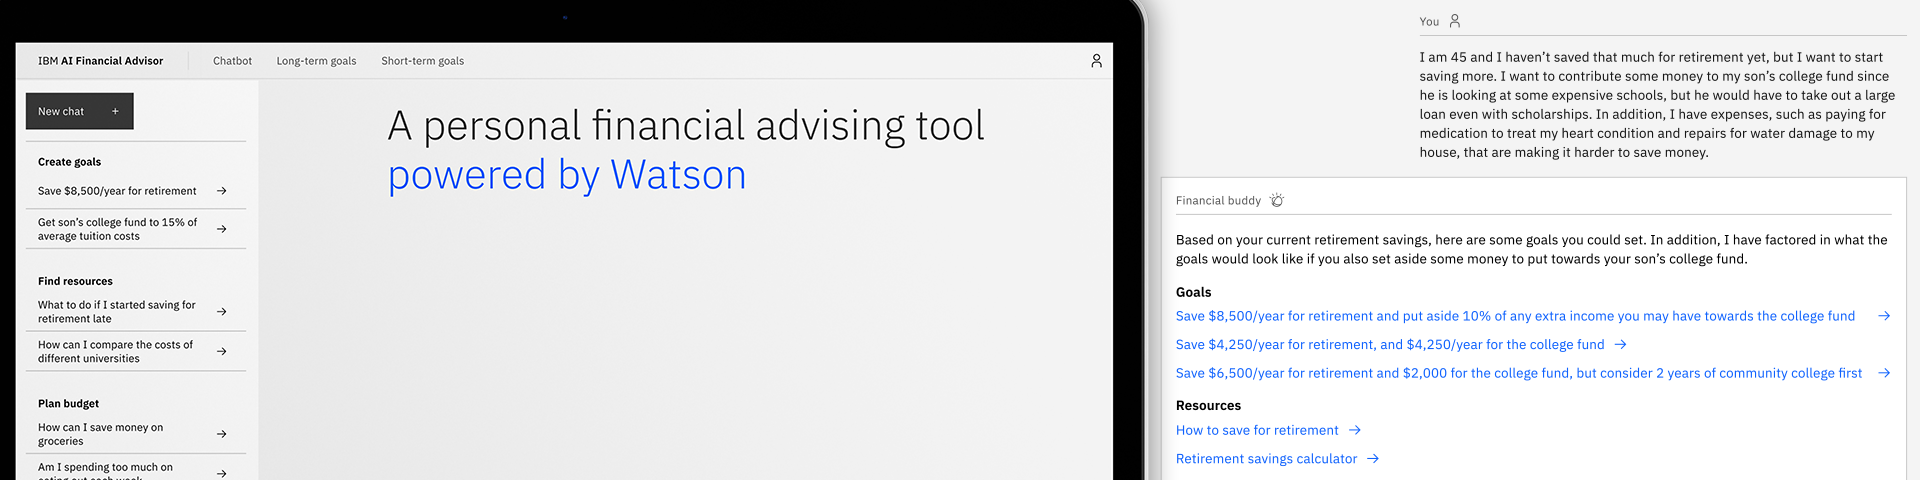 IBM AI Financial Advisor
Chatbot
Long-term goals
Short-term goals
New chat +
Create goals
Save $8,500/year for retirement
Get son’s college fund to 15% of
average tuition costs
Find resources
What to do if I started saving for
retirement late
How can I compare the costs of
different universities
Plan budget
How can I save money on
groceries
Am I spending too much on
A personal financial advising tool
powered by Watson
You
I am 45 and I haven’t saved that much for retirement yet, but I want to start
saving more. I want to contribute some money to my son’s college fund since
he is looking at some expensive schools, but he would have to take out a large
loan even with scholarships. In addition, I have expenses, such as paying for
medication to treat my heart condition and repairs for water damage to my
house, that are making it harder to save money.
Financial buddy
Based on your current retirement savings, here are some goals you could set. In addition, I have factored in what the
goals would look like if you also set aside some money to put towards your son’s college fund.
Goals
Save $8,500/year for retirement and put aside 10% of any extra income you may have towards the college fund
Save $4,250/year for retirement, and $4,250/year for the college fund
Save $6,500/year for retirement and $2,000 for the college fund, but consider 2 years of community college first
Resources
How to save for retirement
Retirement savings calculator